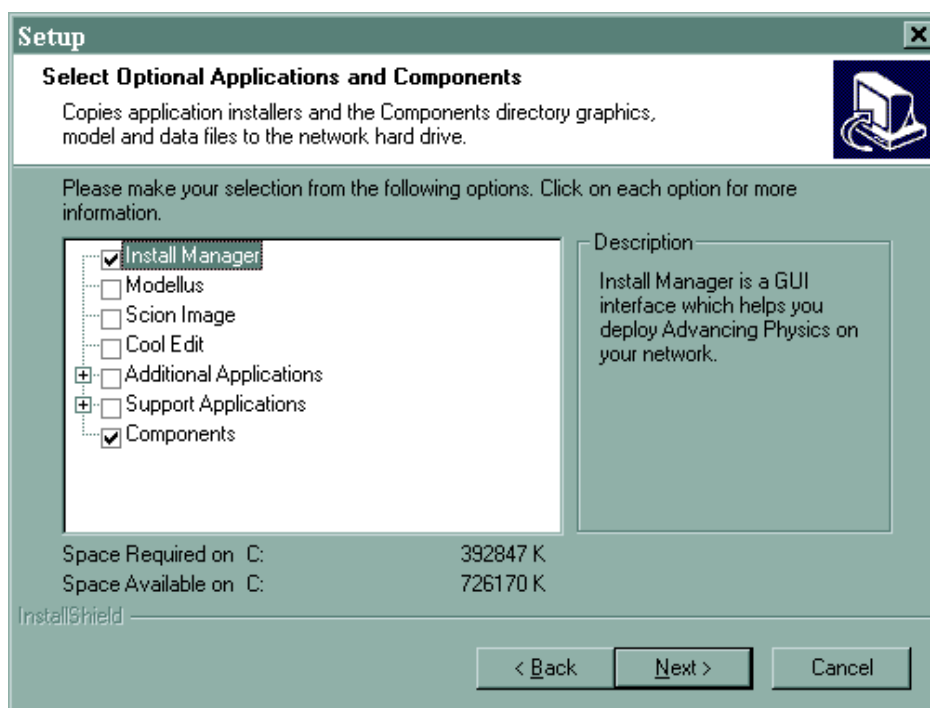 Setup
Select Optional Applications and Components
Copies application installers and the Components directory graphics,
model and data files to the network hard drive.
Please make your selection from the following options. Click on each option for more
information.
Install Manager
Modellus
Scion Image
Cool Edit
Additional Applications
Support Applications
Components
Description
Install Manager is a GUI
interface which helps you
deploy Advancing Physics on
your network.
Space Required on C: 392847 K
Space Available on C: 726170 K
InstallShield
< Back Next > Cancel